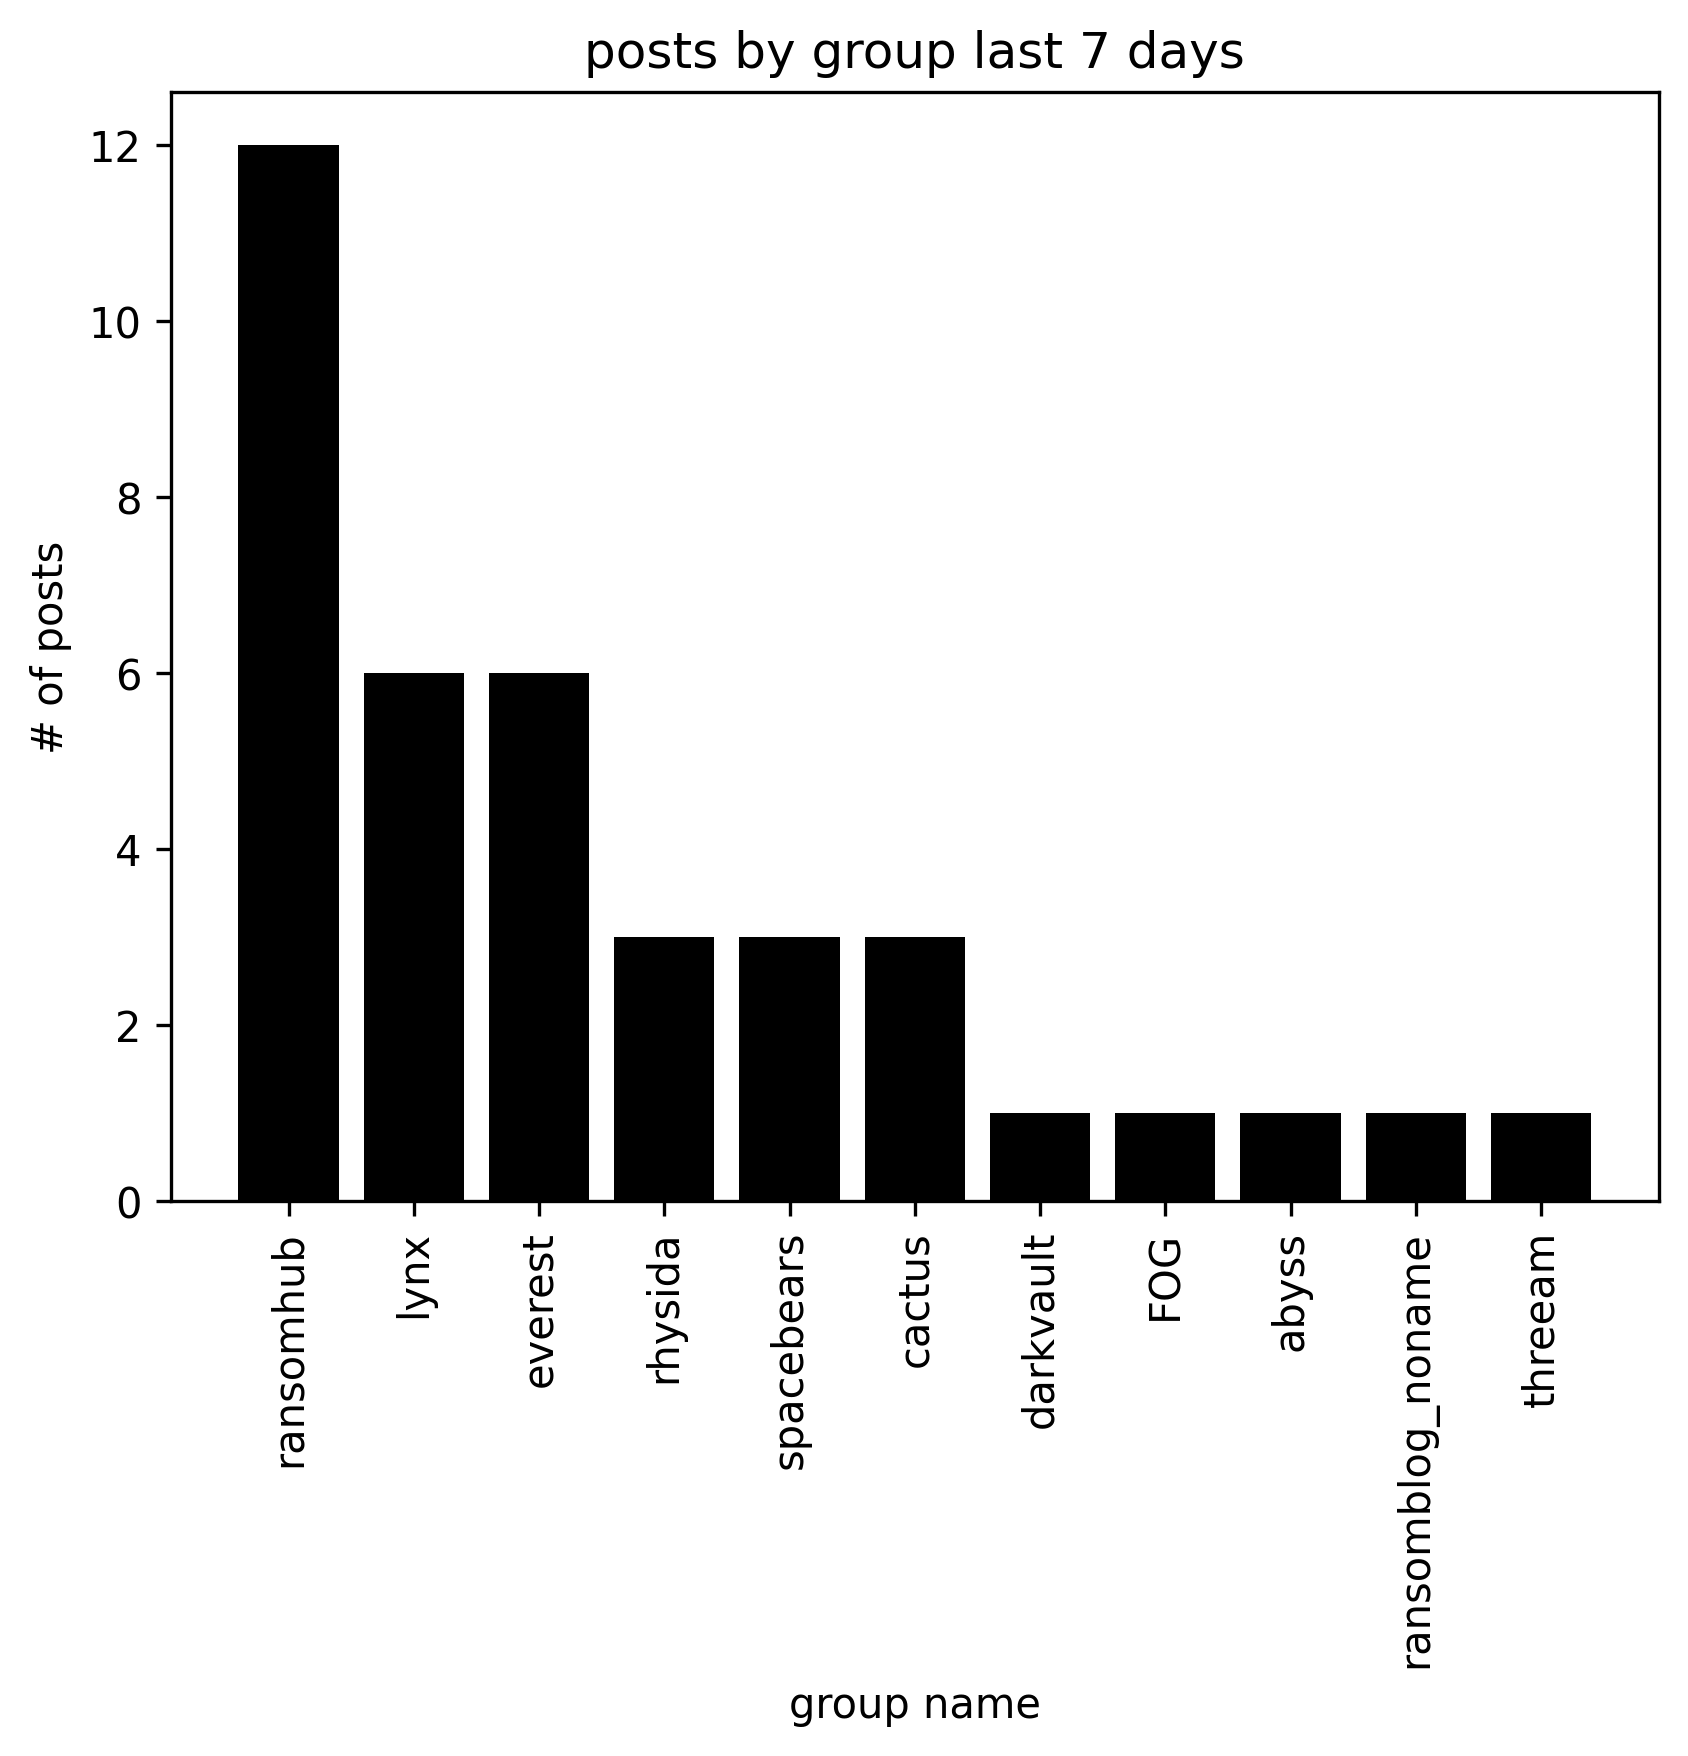 posts by group last 7 days
# of posts
12
10
8
6
4
2
0
ransomhub
lynx
everest
rhysida
spacebears
cactus
darkvault
FOG
abyss
ransomblog_noname
threeam
group name